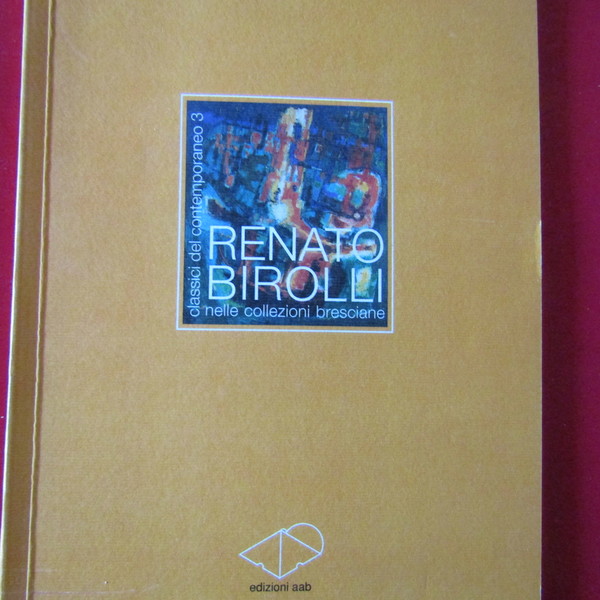 classici del contemporaneo 3
RENATO
BIROLLI
nelle collezioni bresciane
edizioni aab